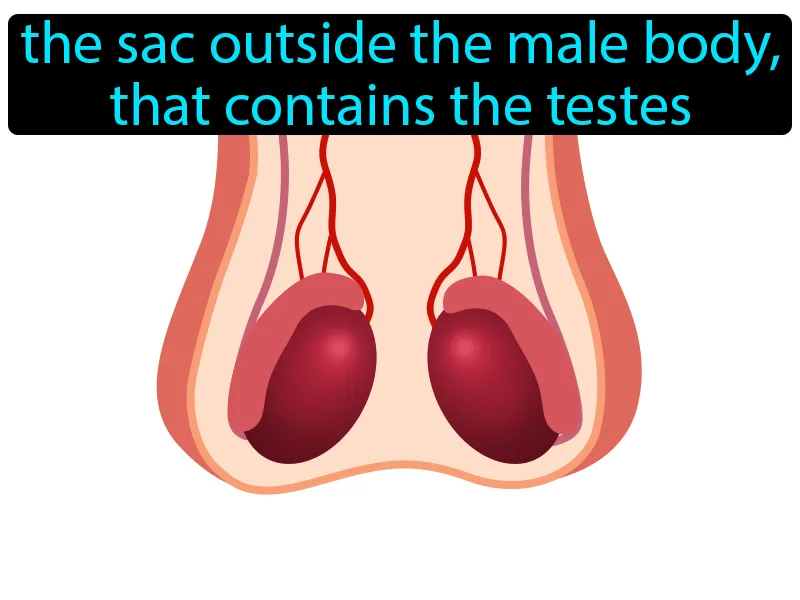 the sac outside the male body,
that contains the testes